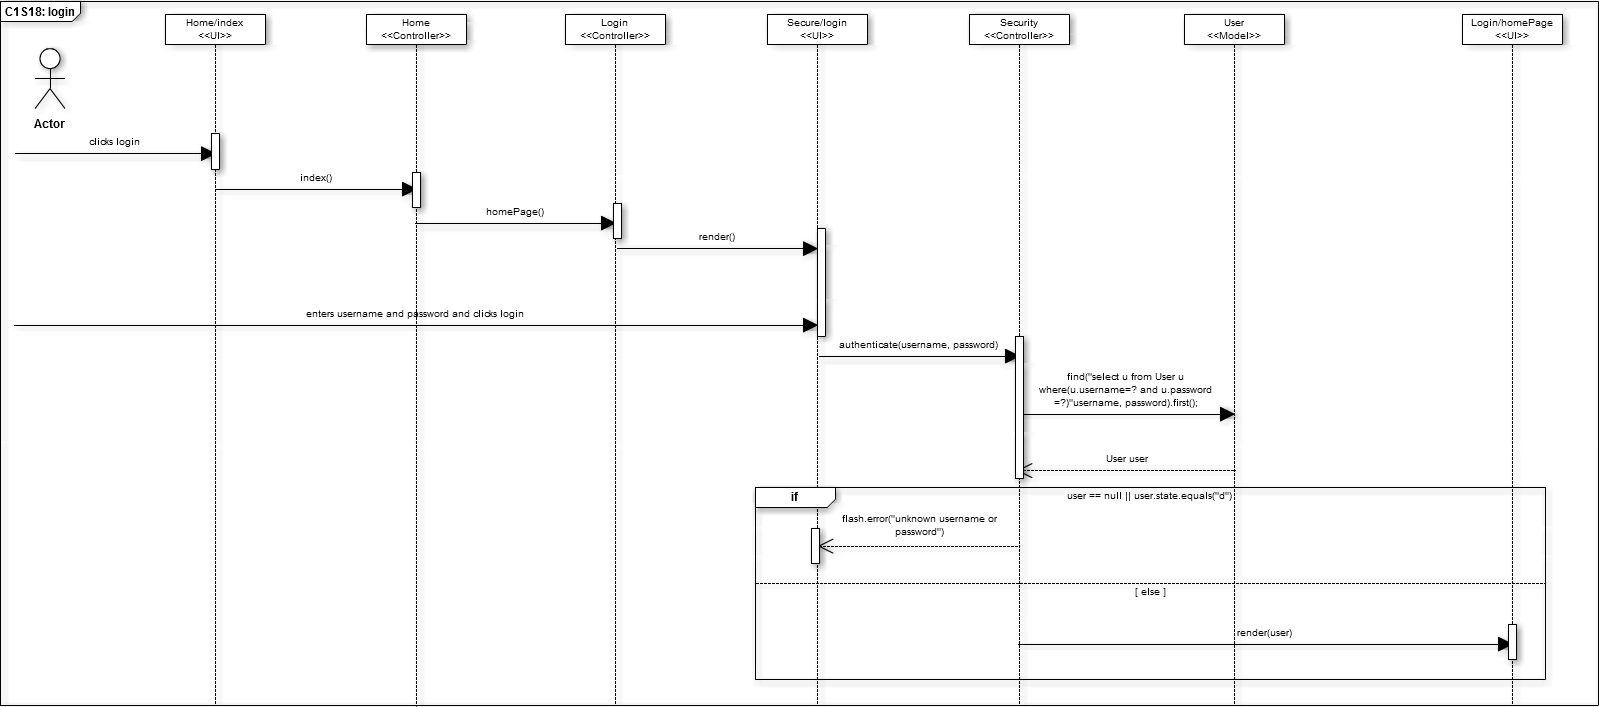 C1S18: login
Home/index
<<UI>>
Home
<<Controller>>
Login
<<Controller>>
Secure/login
<<UI>>
Security
<<Controller>>
User
<<Model>>
Login/homePage
<<UI>>
Actor
clicks login
index()
homePage()
render()
enters username and password and clicks login
authenticate(username, password)
find("select u from User u
where(u.username=? and u.password
=?)"username, password).first();
User user
if
user == null || user.state.equals("d")
flash.error("unknown username or
password")
[ else ]
render(user)